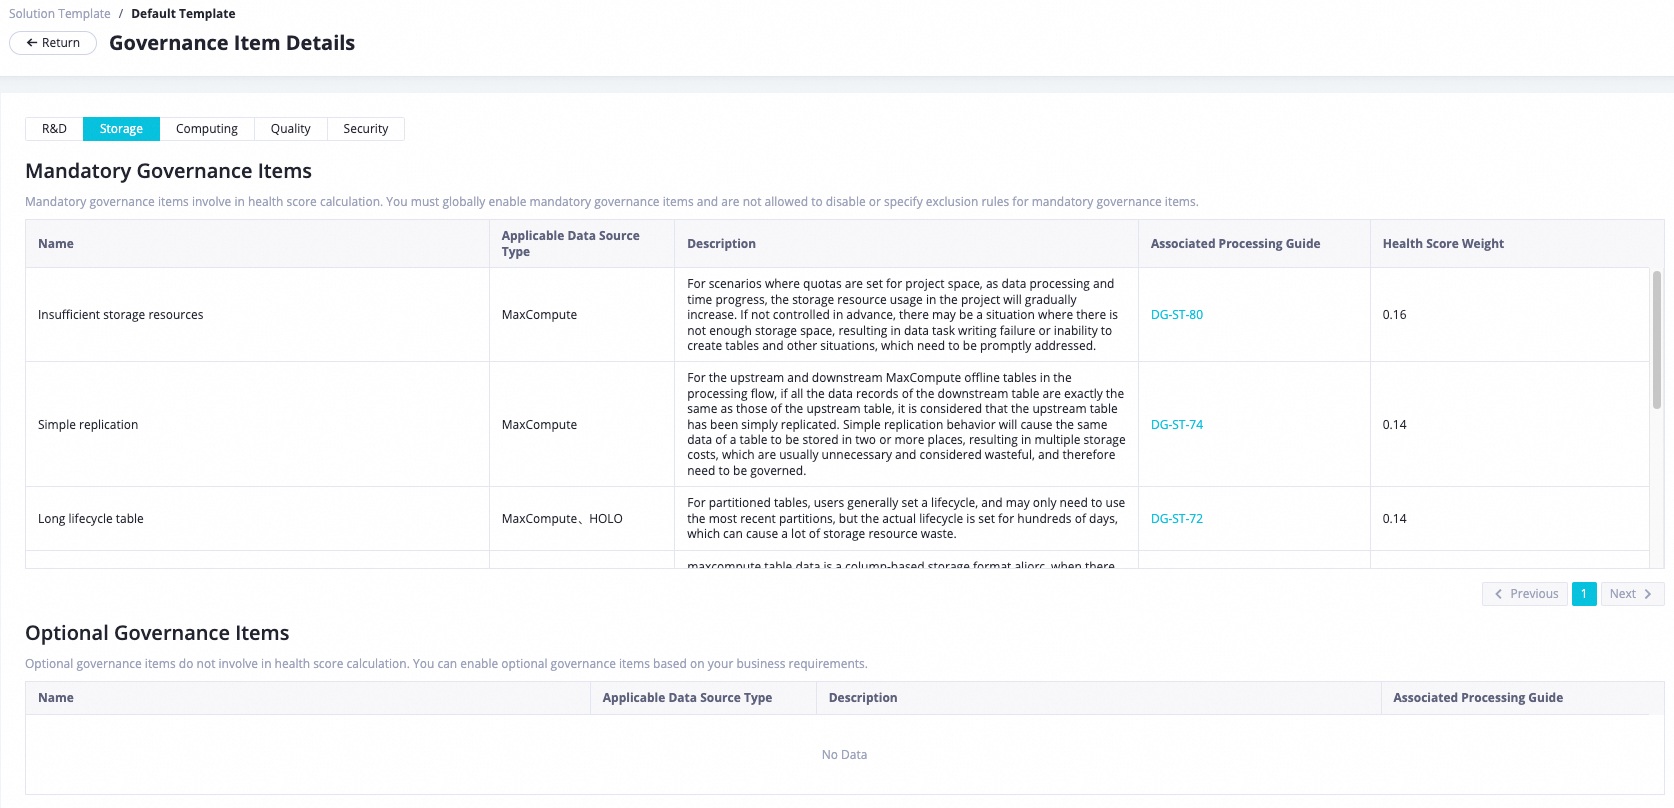 Solution Template / Default Template
← Return Governance Item Details
R&D Storage Computing Quality Security
Mandatory Governance Items
Mandatory governance items involve in health score calculation. You must globally enable mandatory governance items and are not allowed to disable or specify exclusion rules for mandatory governance items.
Name
Applicable Data Source
Type
Description
Associated Processing Guide
Health Score Weight
Insufficient storage resources
MaxCompute
For scenarios where quotas are set for project space, as data processing and
time progress, the storage resource usage in the project will gradually
increase. If not controlled in advance, there may be a situation where there is
not enough storage space, resulting in data task writing failure or inability to
create tables and other situations, which need to be promptly addressed.
DG-ST-80
0.16
Simple replication
MaxCompute
For the upstream and downstream MaxCompute offline tables in the
processing flow, if all the data records of the downstream table are exactly the
same as those of the upstream table, it is considered that the upstream table
has been simply replicated. Simple replication behavior will cause the same
data of a table to be stored in two or more places, resulting in multiple storage
costs, which are usually unnecessary and considered wasteful, and therefore
need to be governed.
DG-ST-74
0.14
Long lifecycle table
MaxCompute、HOLO
For partitioned tables, users generally set a lifecycle, and may only need to use
the most recent partitions, but the actual lifecycle is set for hundreds of days,
which can cause a lot of storage resource waste.
DG-ST-72
0.14
maxcompute table data is a column-based storage format aliorc, when there
Previous 1 Next
Optional Governance Items
Optional governance items do not involve in health score calculation. You can enable optional governance items based on your business requirements.
Name Applicable Data Source Type Description Associated Processing Guide
No Data